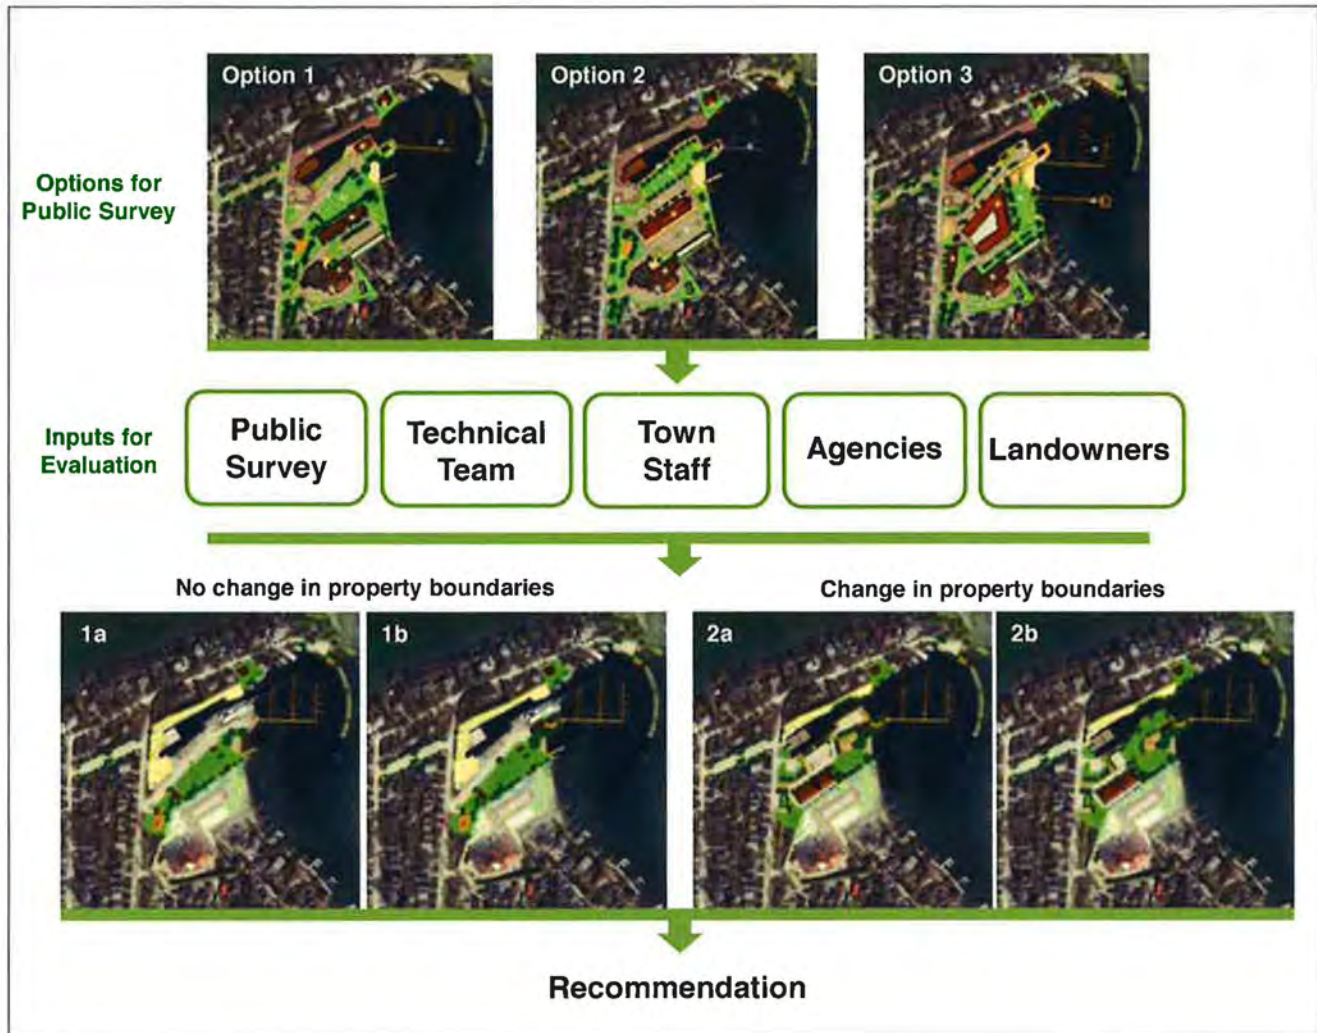 Option 1
Option 2
Option 3
Options for
Public Survey
Inputs for
Evaluation
Public
Survey
Technical
Team
Town
Staff
Agencies
Landowners
No change in property boundaries
Change in property boundaries
1a
1b
2a
2b
Recommendation